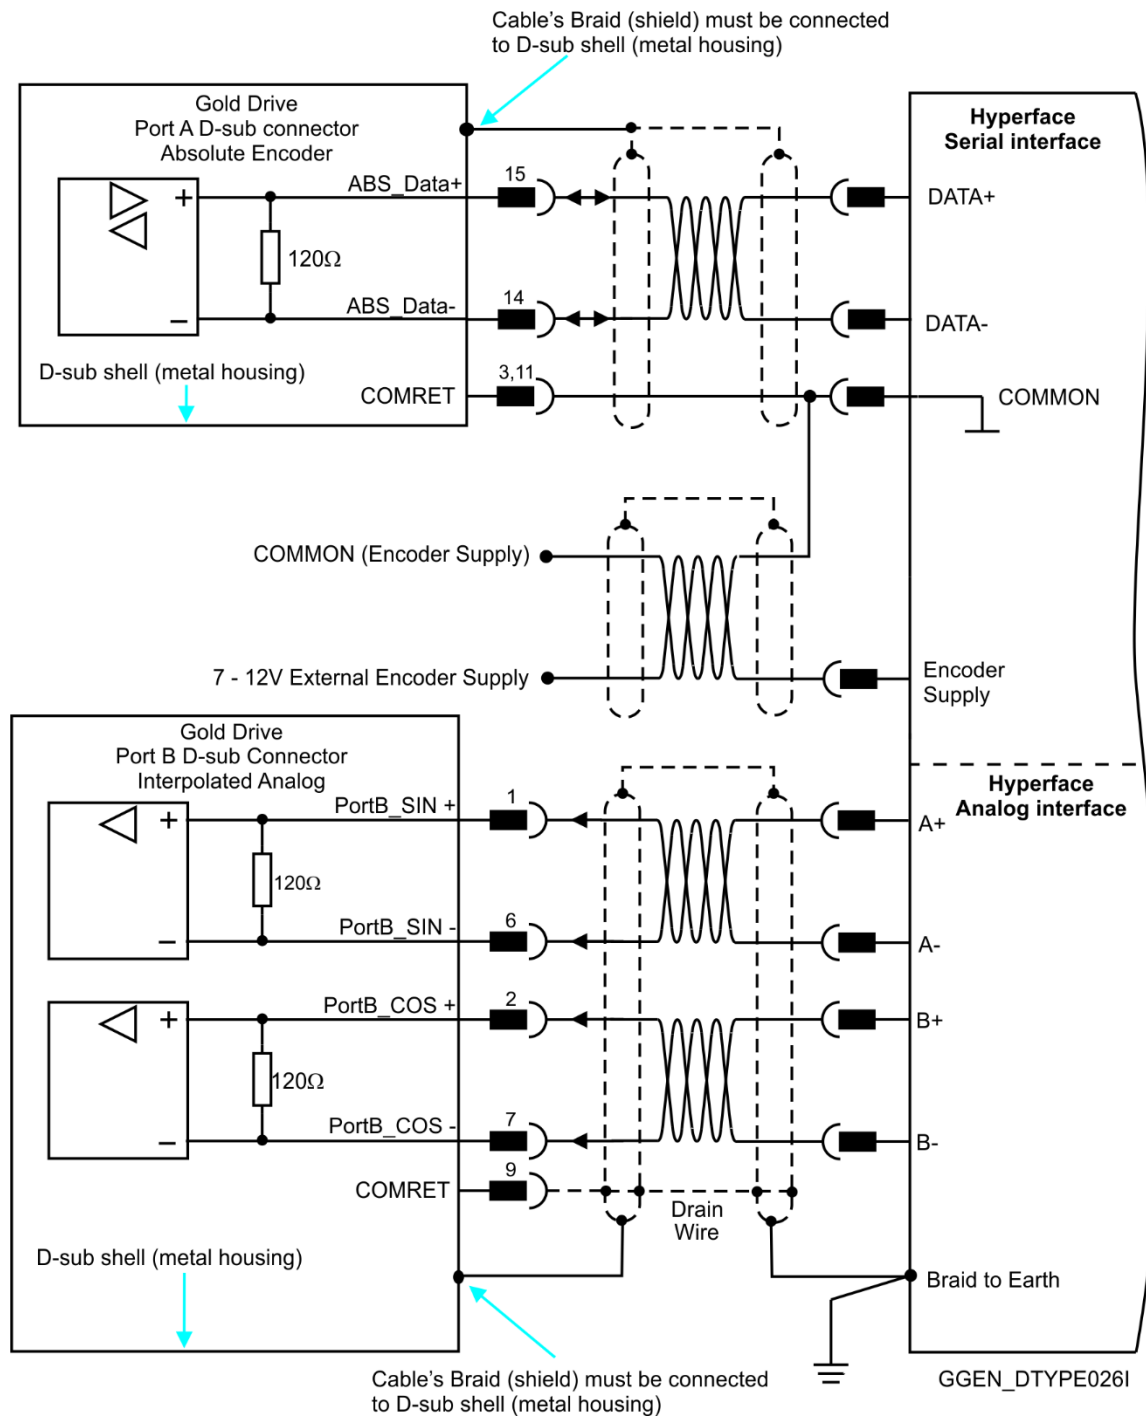 Cable's Braid (shield) must be connected
to D-sub shell (metal housing)
Gold Drive
Port A D-sub connector
Absolute Encoder
Hyperface
Serial interface
ABS_Data+
15
DATA+
+
120Ω
ABS_Data-
14
DATA-
−
D-sub shell (metal housing)
COMRET
3,11
COMMON
COMMON (Encoder Supply)
7 - 12V External Encoder Supply
Encoder
Supply
Gold Drive
Port B D-sub Connector
Interpolated Analog
Hyperface
Analog interface
PortB_SIN +
1
A+
+
120Ω
PortB_SIN -
6
A-
−
PortB_COS +
2
B+
+
120Ω
PortB_COS -
7
B-
−
COMRET
9
Drain
Wire
D-sub shell (metal housing)
Braid to Earth
Cable's Braid (shield) must be connected
to D-sub shell (metal housing)
GGEN_DTYPE026I